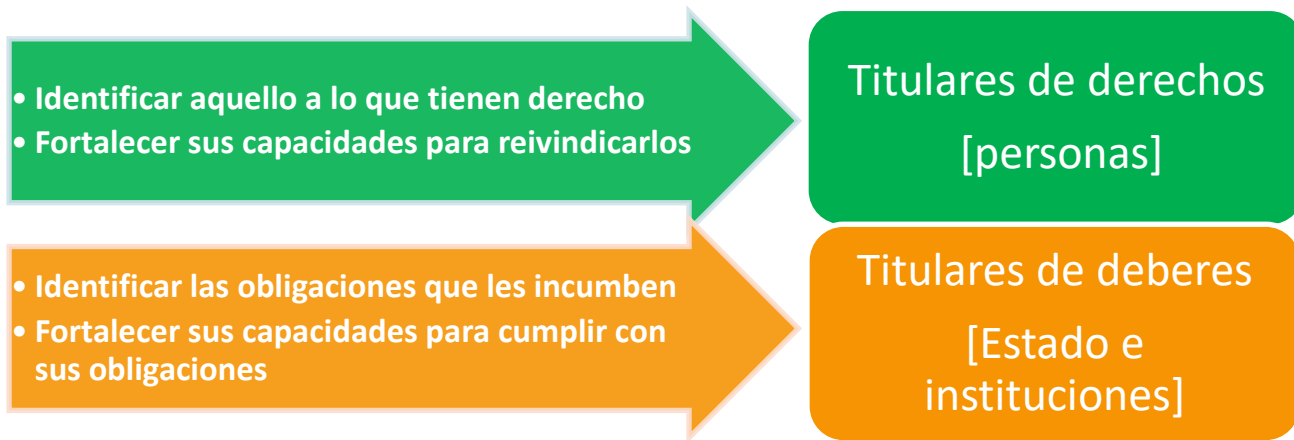 • Identificar aquello a lo que tienen derecho
• Fortalecer sus capacidades para reivindicarlos
Titulares de derechos
[personas]
• Identificar las obligaciones que les incumben
• Fortalecer sus capacidades para cumplir con
sus obligaciones
Titulares de deberes
[Estado e
instituciones]